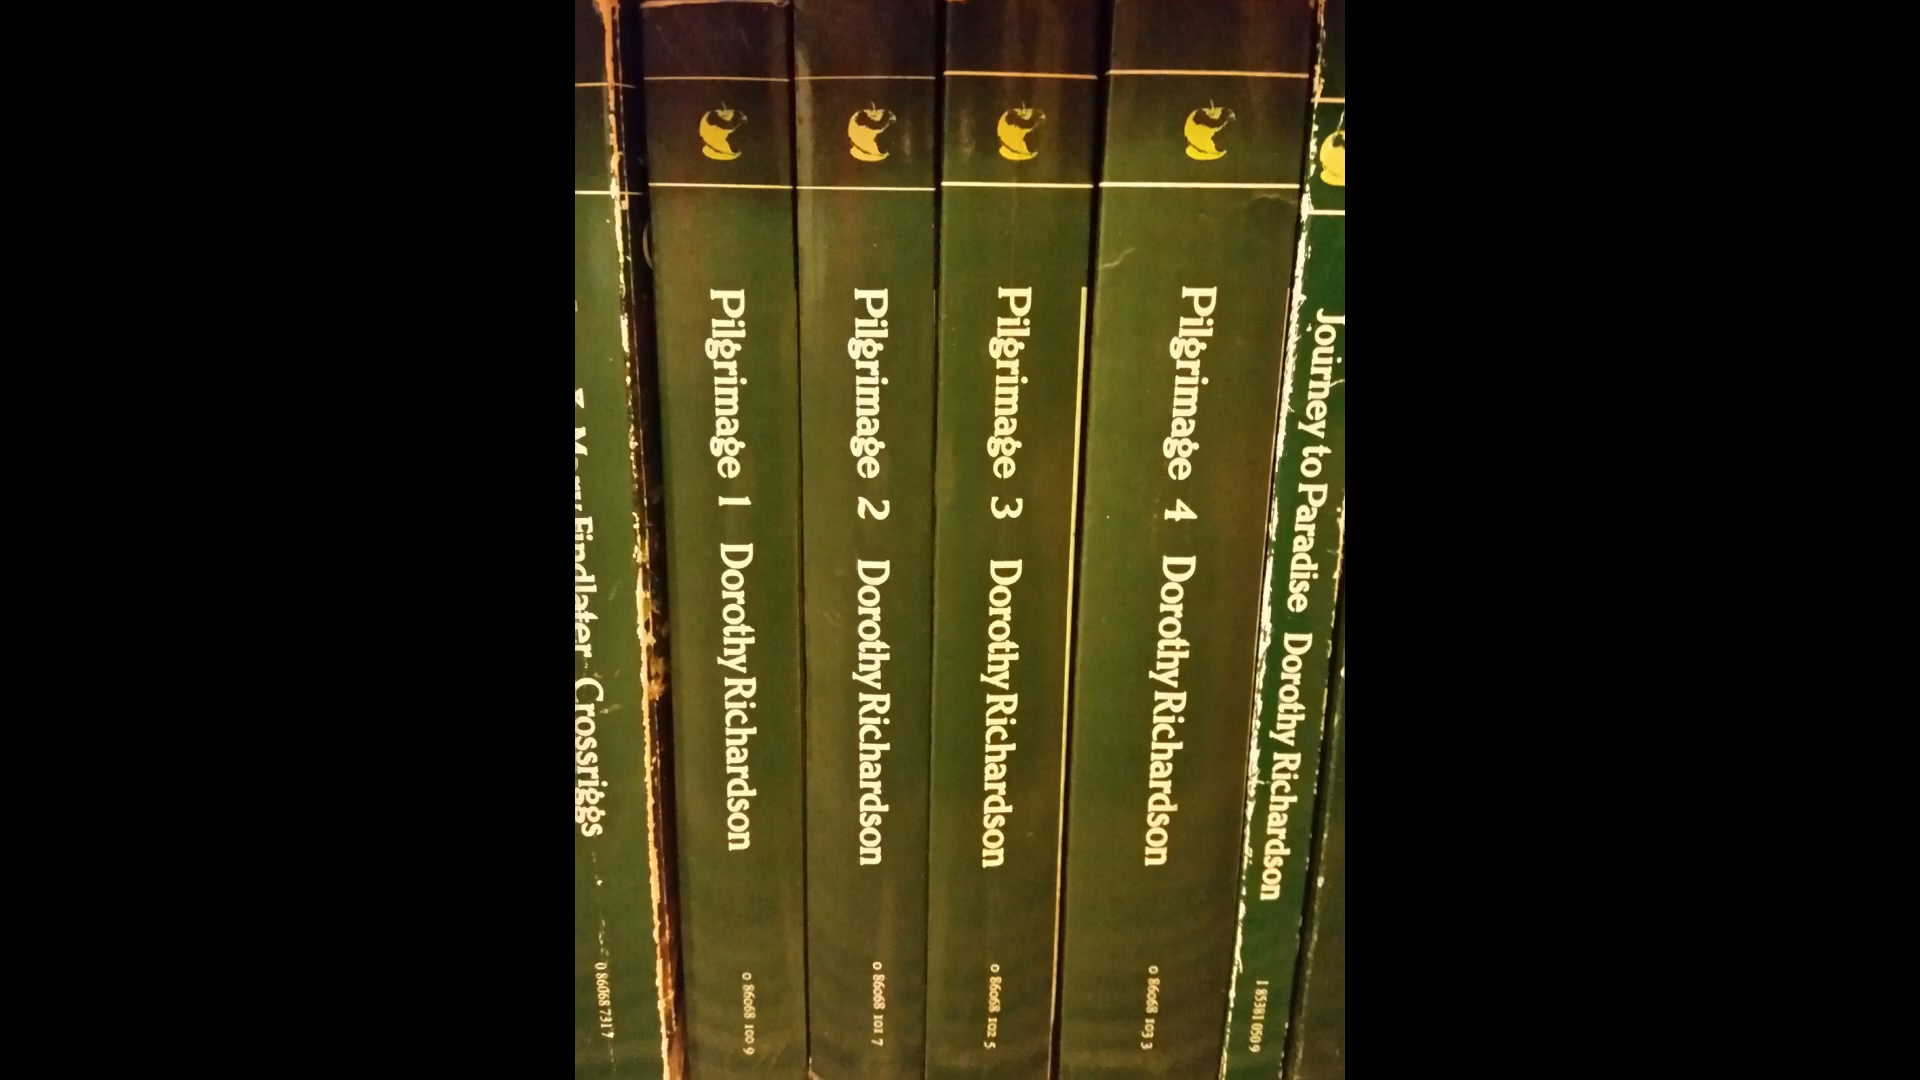 Mary Findlater Crossriggs
0 86068 731 7
Pilgrimage 1 Dorothy Richardson
0 86068 100 9
Pilgrimage 2 Dorothy Richardson
0 86068 101 7
Pilgrimage 3 Dorothy Richardson
0 86068 102 5
Pilgrimage 4 Dorothy Richardson
0 86068 103 3
Journey to Paradise Dorothy Richardson
1 85381 050 9